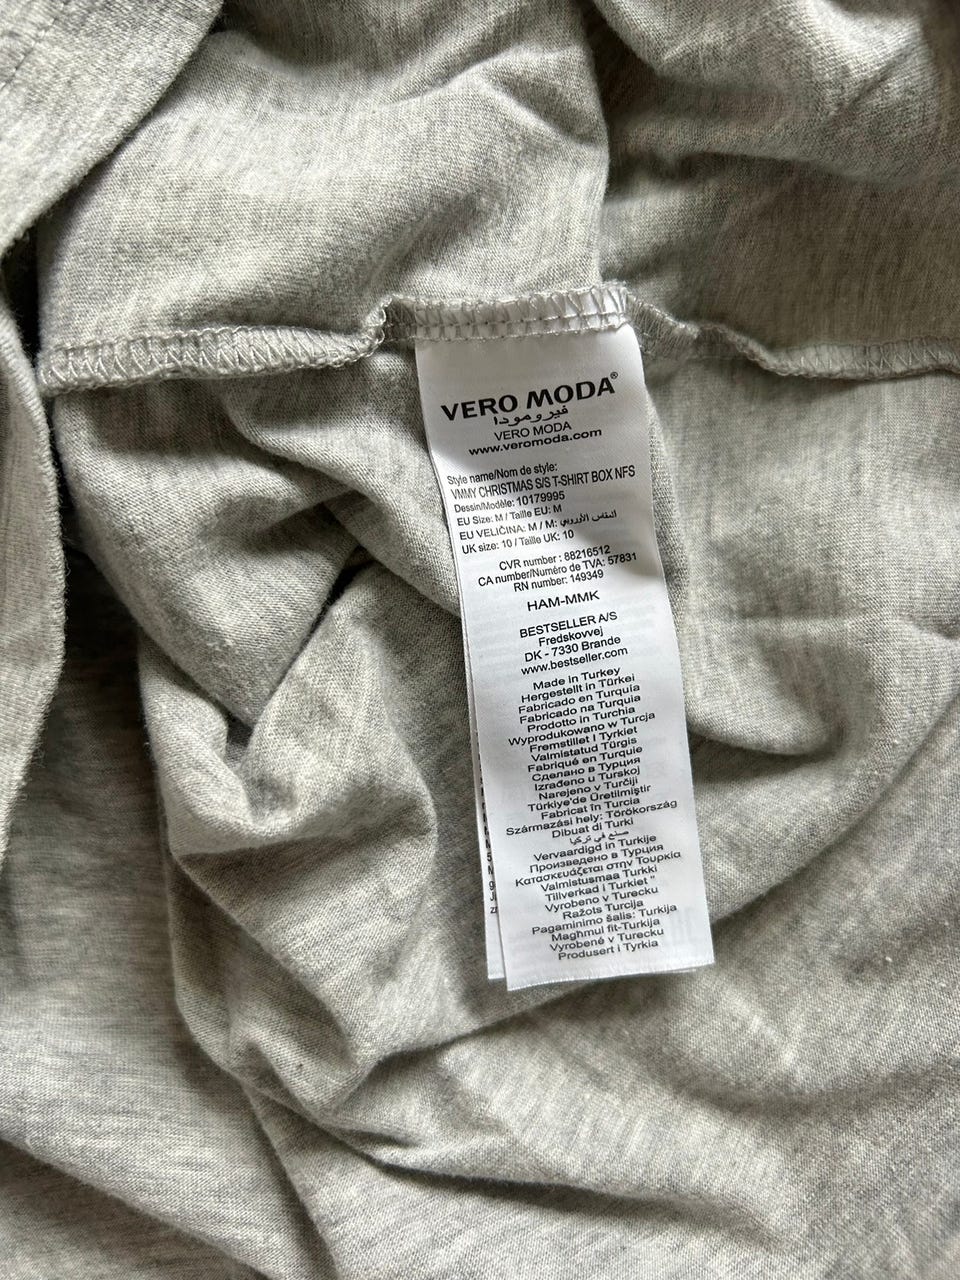 VERO MODA®
فيرومودا
VERO MODA
www.veromoda.com
Style name/Nom de style:
VMMY CHRISTMAS S/S T-SHIRT BOX NFS
Dessin/Modèle: 10179995
EU Size: M / Taille EU: M
EU VELIČINA: M / M: المقاس الأوروبي
UK size: 10 / Taille UK: 10
CVR number : 88216512
CA number/Numéro de TVA: 57831
RN number: 149349
HAM-MMK
BESTSELLER A/S
Fredskovvej
DK - 7330 Brande
www.bestseller.com
Made in Turkey
Hergestellt in Türkei
Fabricado en Turquía
Fabricado na Turquia
Prodotto in Turchia
Wyprodukowano w Turcja
Fremstillet i Tyrkiet
Valmistatud Türgis
Fabriqué en Turquie
Сделано в Турция
Izrađeno u Turskoj
Narejeno v Turčiji
Türkiye'de Üretilmiştir
Fabricat în Turcia
Származási hely: Törökország
Dibuat di Turki
صنع في تركيا
Vervaardigd in Turkije
Произведено в Турция
Κατασκευάζεται στην Τουρκία
Valmistusmaa Turkki
Tillverkad i Turkiet "
Vyrobeno v Turecku
Ražots Turcija
Pagaminimo šalis: Turkija
Magħmul fit-Turkija
Vyrobené v Turecku
Produsert i Tyrkia